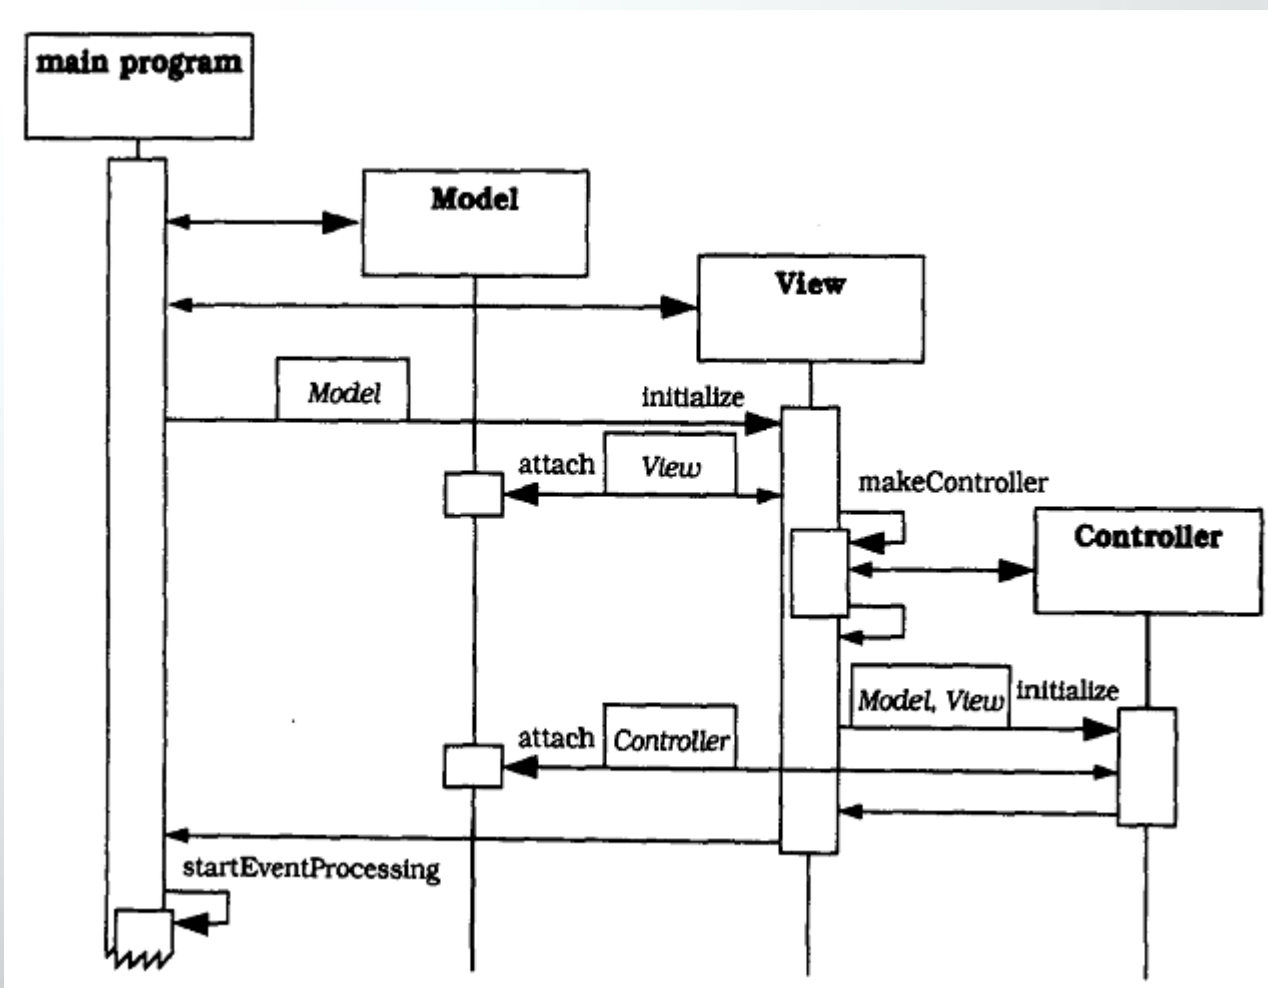 main program
Model
View
Model
initialize
attach
View
makeController
Controller
Model, View
initialize
attach
Controller
startEventProcessing